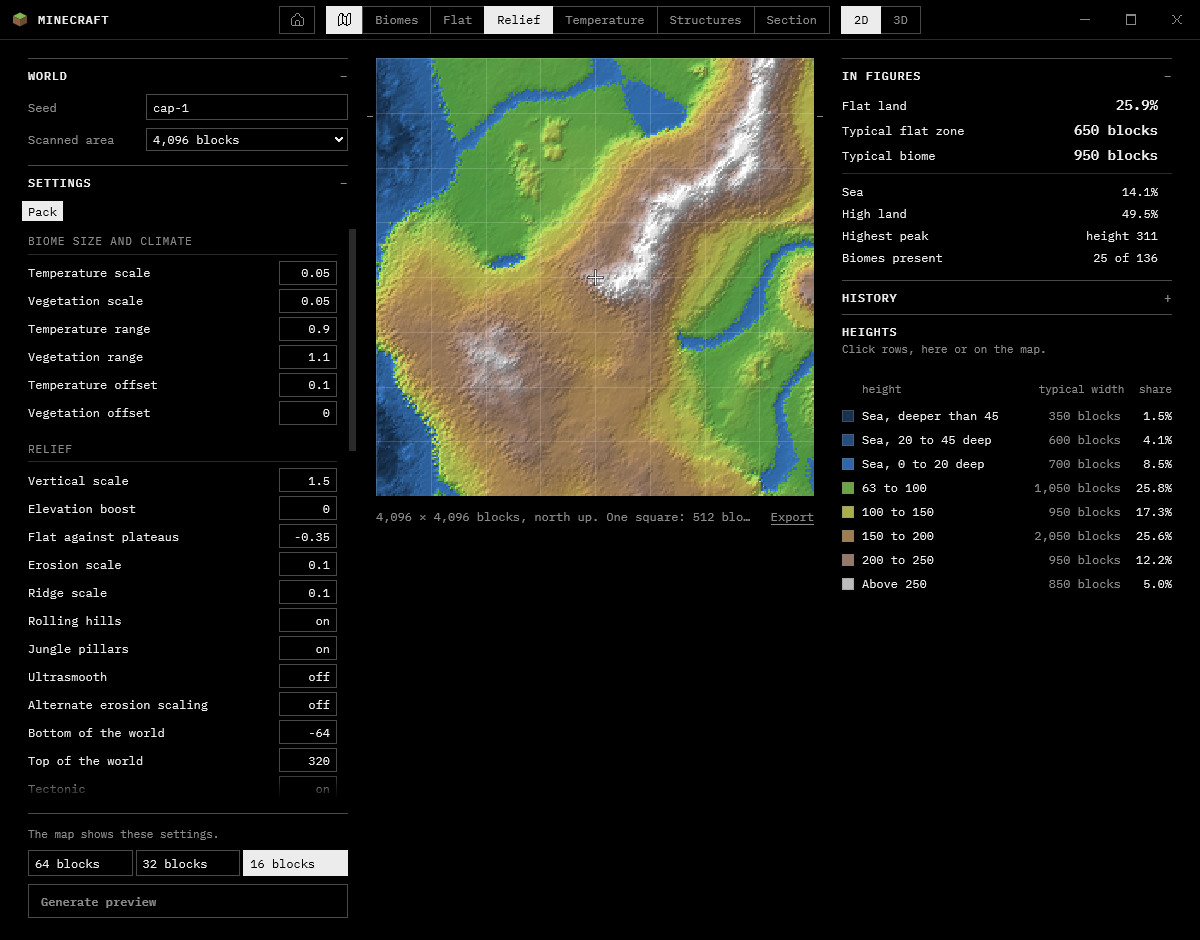 MINECRAFT
Biomes Flat Relief Temperature Structures Section 2D 3D
WORLD −
Seed cap-1
Scanned area 4,096 blocks
SETTINGS −
Pack
BIOME SIZE AND CLIMATE
Temperature scale 0.05
Vegetation scale 0.05
Temperature range 0.9
Vegetation range 1.1
Temperature offset 0.1
Vegetation offset 0
RELIEF
Vertical scale 1.5
Elevation boost 0
Flat against plateaus -0.35
Erosion scale 0.1
Ridge scale 0.1
Rolling hills on
Jungle pillars on
Ultrasmooth off
Alternate erosion scaling off
Bottom of the world -64
Top of the world 320
Tectonic on
The map shows these settings.
64 blocks 32 blocks 16 blocks
Generate preview
4,096 × 4,096 blocks, north up. One square: 512 blo… Export
IN FIGURES −
Flat land 25.9%
Typical flat zone 650 blocks
Typical biome 950 blocks
Sea 14.1%
High land 49.5%
Highest peak height 311
Biomes present 25 of 136
HISTORY +
HEIGHTS
Click rows, here or on the map.
height typical width share
Sea, deeper than 45 350 blocks 1.5%
Sea, 20 to 45 deep 600 blocks 4.1%
Sea, 0 to 20 deep 700 blocks 8.5%
63 to 100 1,050 blocks 25.8%
100 to 150 950 blocks 17.3%
150 to 200 2,050 blocks 25.6%
200 to 250 950 blocks 12.2%
Above 250 850 blocks 5.0%